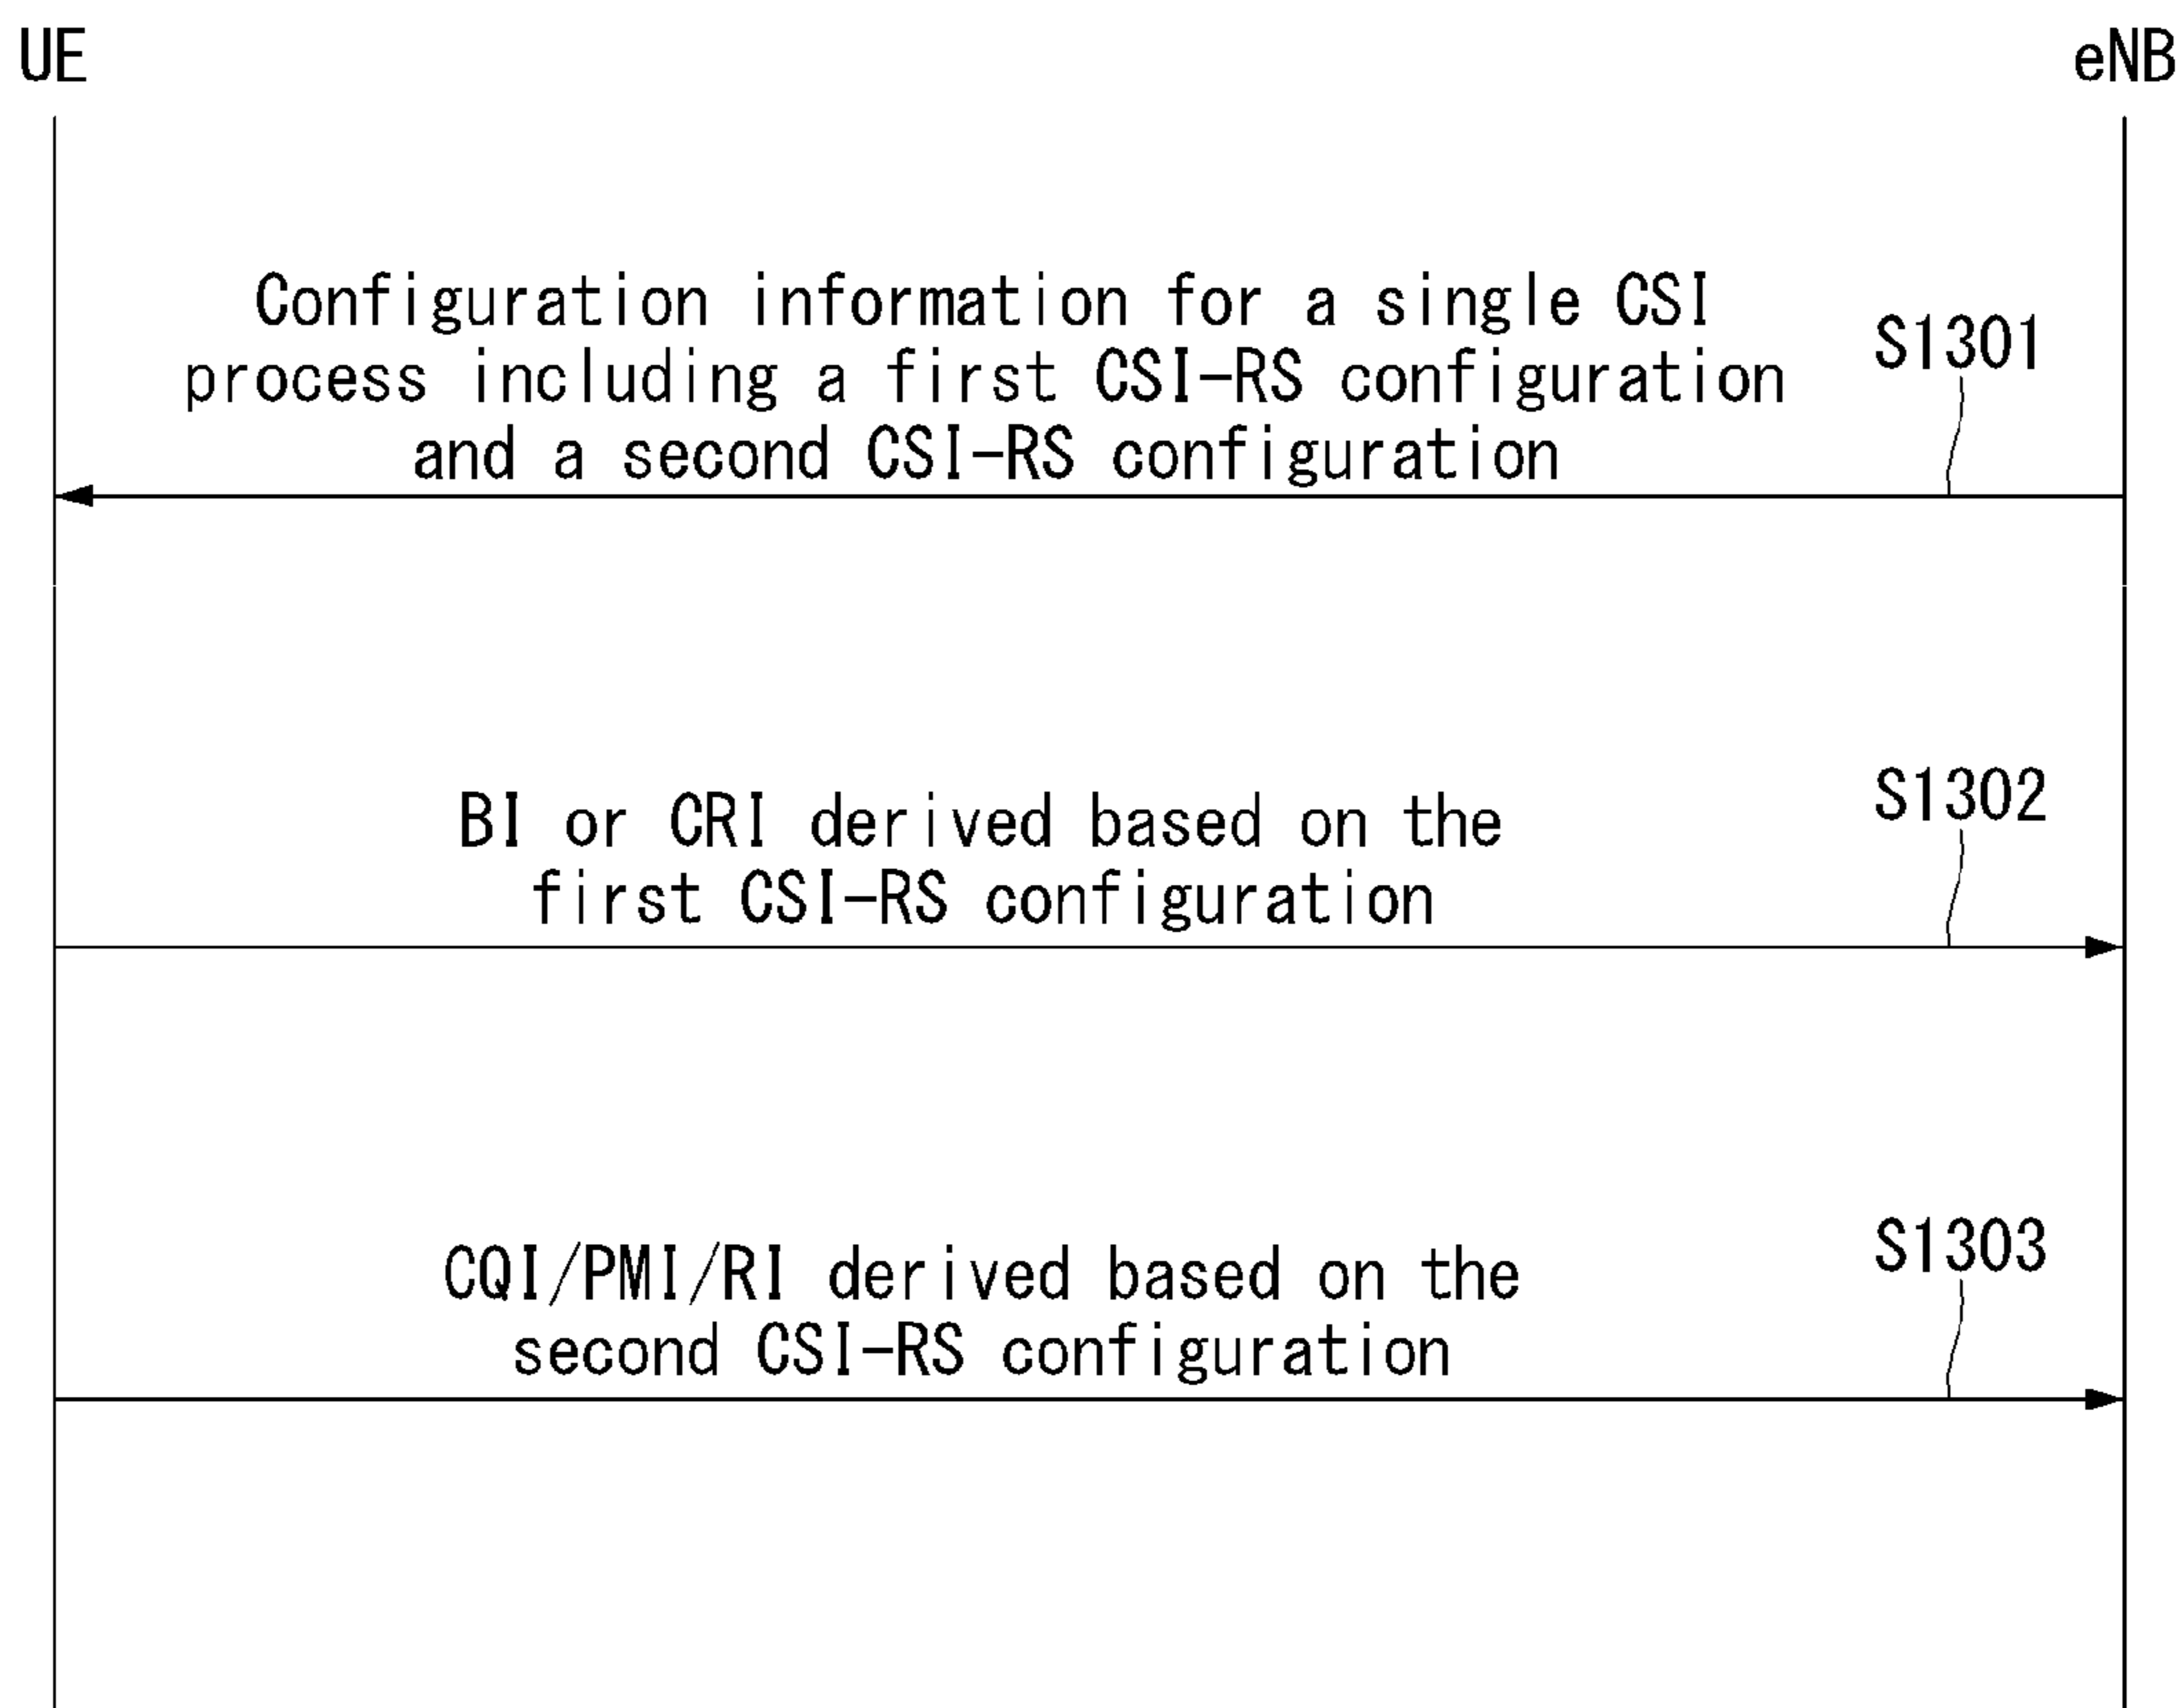 UE
eNB
Configuration information for a single CSI
process including a first CSI-RS configuration
and a second CSI-RS configuration
S1301
BI or CRI derived based on the
first CSI-RS configuration
S1302
CQI/PMI/RI derived based on the
second CSI-RS configuration
S1303